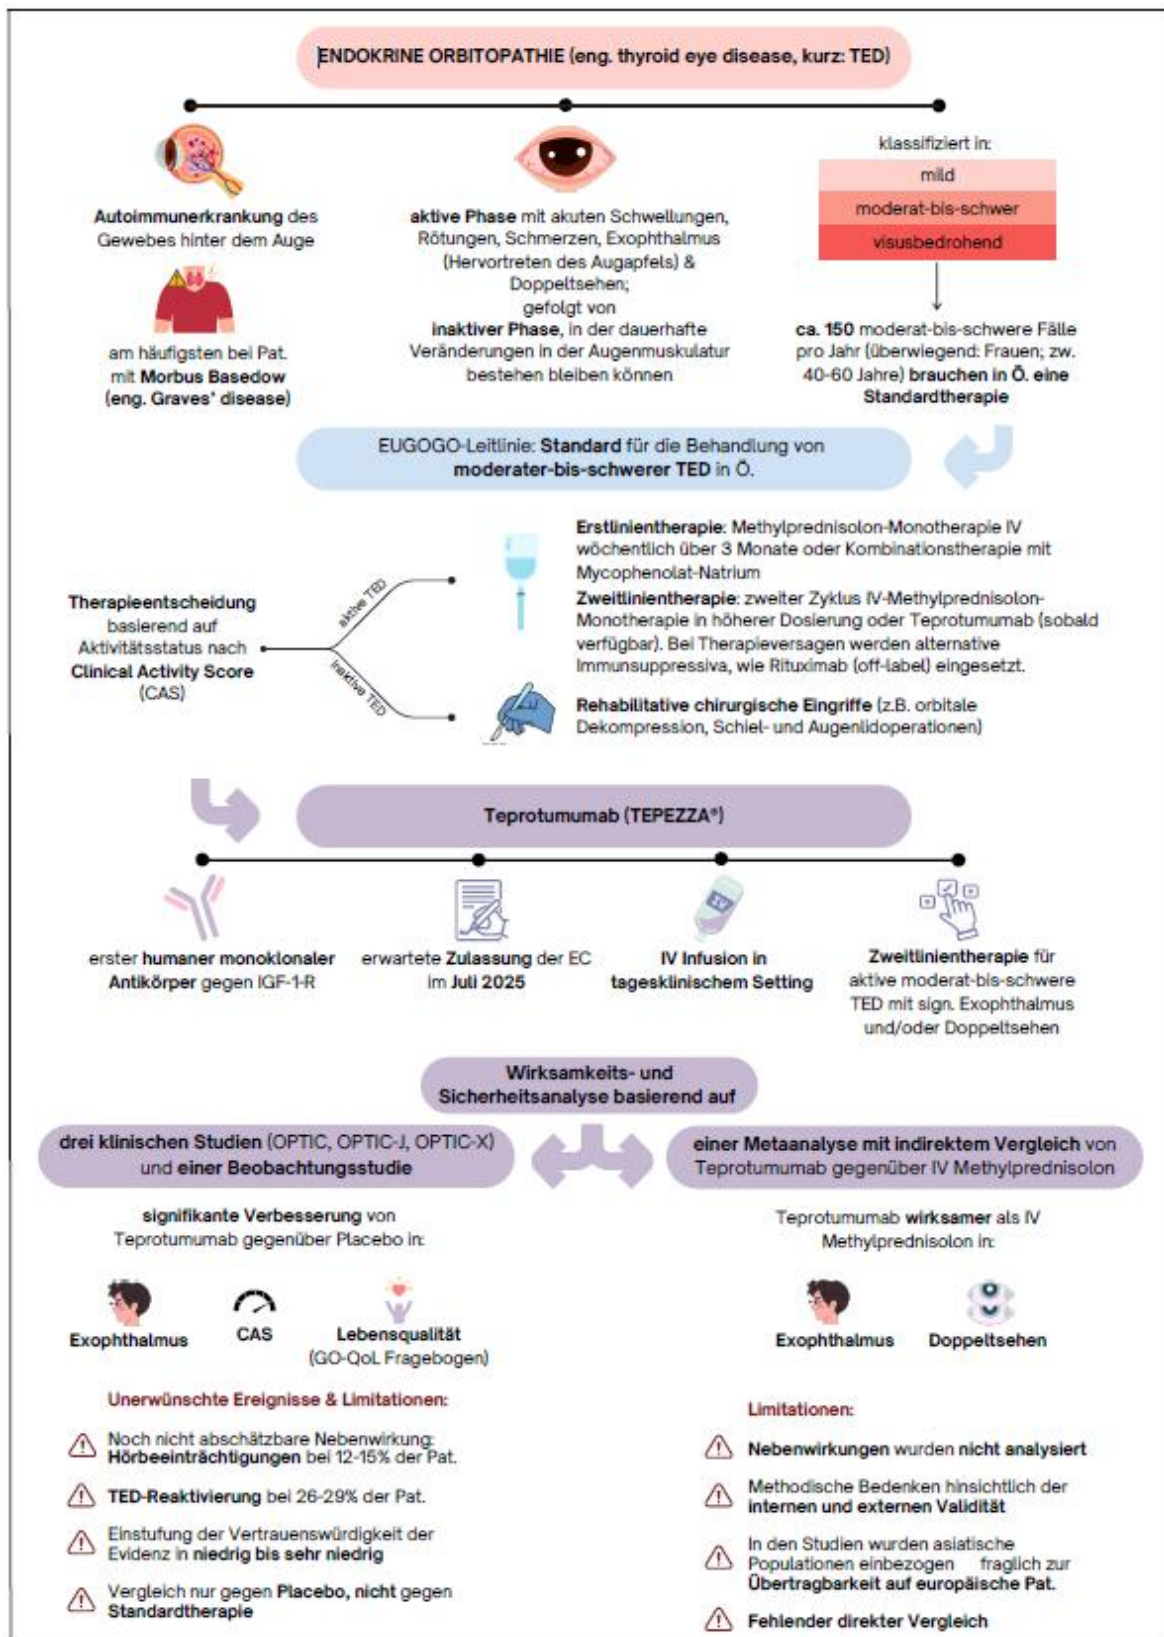 ENDOKRINE ORBITOPATHIE (eng. thyroid eye disease, kurz: TED)
Autoimmunerkrankung des
Gewebes hinter dem Auge
am häufigsten bei Pat.
mit Morbus Basedow
(eng. Graves' disease)
aktive Phase mit akuten Schwellungen,
Rötungen, Schmerzen, Exophthalmus
(Hervortreten des Augapfels) &
Doppeltsehen;
gefolgt von
inaktiver Phase, in der dauerhafte
Veränderungen in der Augenmuskulatur
bestehen bleiben können
klassifiziert in:
mild
moderat-bis-schwer
visusbedrohend
ca. 150 moderat-bis-schwere Fälle
pro Jahr (überwiegend: Frauen; zw.
40-60 Jahre) brauchen in Ö. eine
Standardtherapie
EUGOGO-Leitlinie: Standard für die Behandlung von
moderater-bis-schwerer TED in Ö.
Therapieentscheidung
basierend auf
Aktivitätsstatus nach
Clinical Activity Score
(CAS)
aktive TED
Inaktive TED
Erstlinientherapie: Methylprednisolon-Monotherapie IV
wöchentlich über 3 Monate oder Kombinationstherapie mit
Mycophenolat-Natrium
Zweitlinientherapie: zweiter Zyklus IV-Methylprednisolon-
Monotherapie in höherer Dosierung oder Teprotumumab (sobald
verfügbar). Bei Therapieversagen werden alternative
Immunsuppressiva, wie Rituximab (off-label) eingesetzt.
Rehabilitative chirurgische Eingriffe (z.B. orbitale
Dekompression, Schiel- und Augenlidoperationen)
Teprotumumab (TEPEZZA®)
erster humaner monoklonaler
Antikörper gegen IGF-1-R
erwartete Zulassung der EC
im Juli 2025
IV
IV Infusion in
tagesklinischem Setting
Zweitlinientherapie für
aktive moderat-bis-schwere
TED mit sign. Exophthalmus
und/oder Doppeltsehen
Wirksamkeits- und
Sicherheitsanalyse basierend auf
drei klinischen Studien (OPTIC, OPTIC-J, OPTIC-X)
und einer Beobachtungsstudie
signifikante Verbesserung von
Teprotumumab gegenüber Placebo in:
Exophthalmus
CAS
Lebensqualität
(GO-QoL Fragebogen)
Unerwünschte Ereignisse & Limitationen:
Noch nicht abschätzbare Nebenwirkung:
Hörbeeinträchtigungen bei 12-15% der Pat.
TED-Reaktivierung bei 26-29% der Pat.
Einstufung der Vertrauenswürdigkeit der
Evidenz in niedrig bis sehr niedrig
Vergleich nur gegen Placebo, nicht gegen
Standardtherapie
einer Metaanalyse mit indirektem Vergleich von
Teprotumumab gegenüber IV Methylprednisolon
Teprotumumab wirksamer als IV
Methylprednisolon in:
Exophthalmus
Doppeltsehen
Limitationen:
Nebenwirkungen wurden nicht analysiert
Methodische Bedenken hinsichtlich der
internen und externen Validität
In den Studien wurden asiatische
Populationen einbezogen fraglich zur
Übertragbarkeit auf europäische Pat.
Fehlender direkter Vergleich